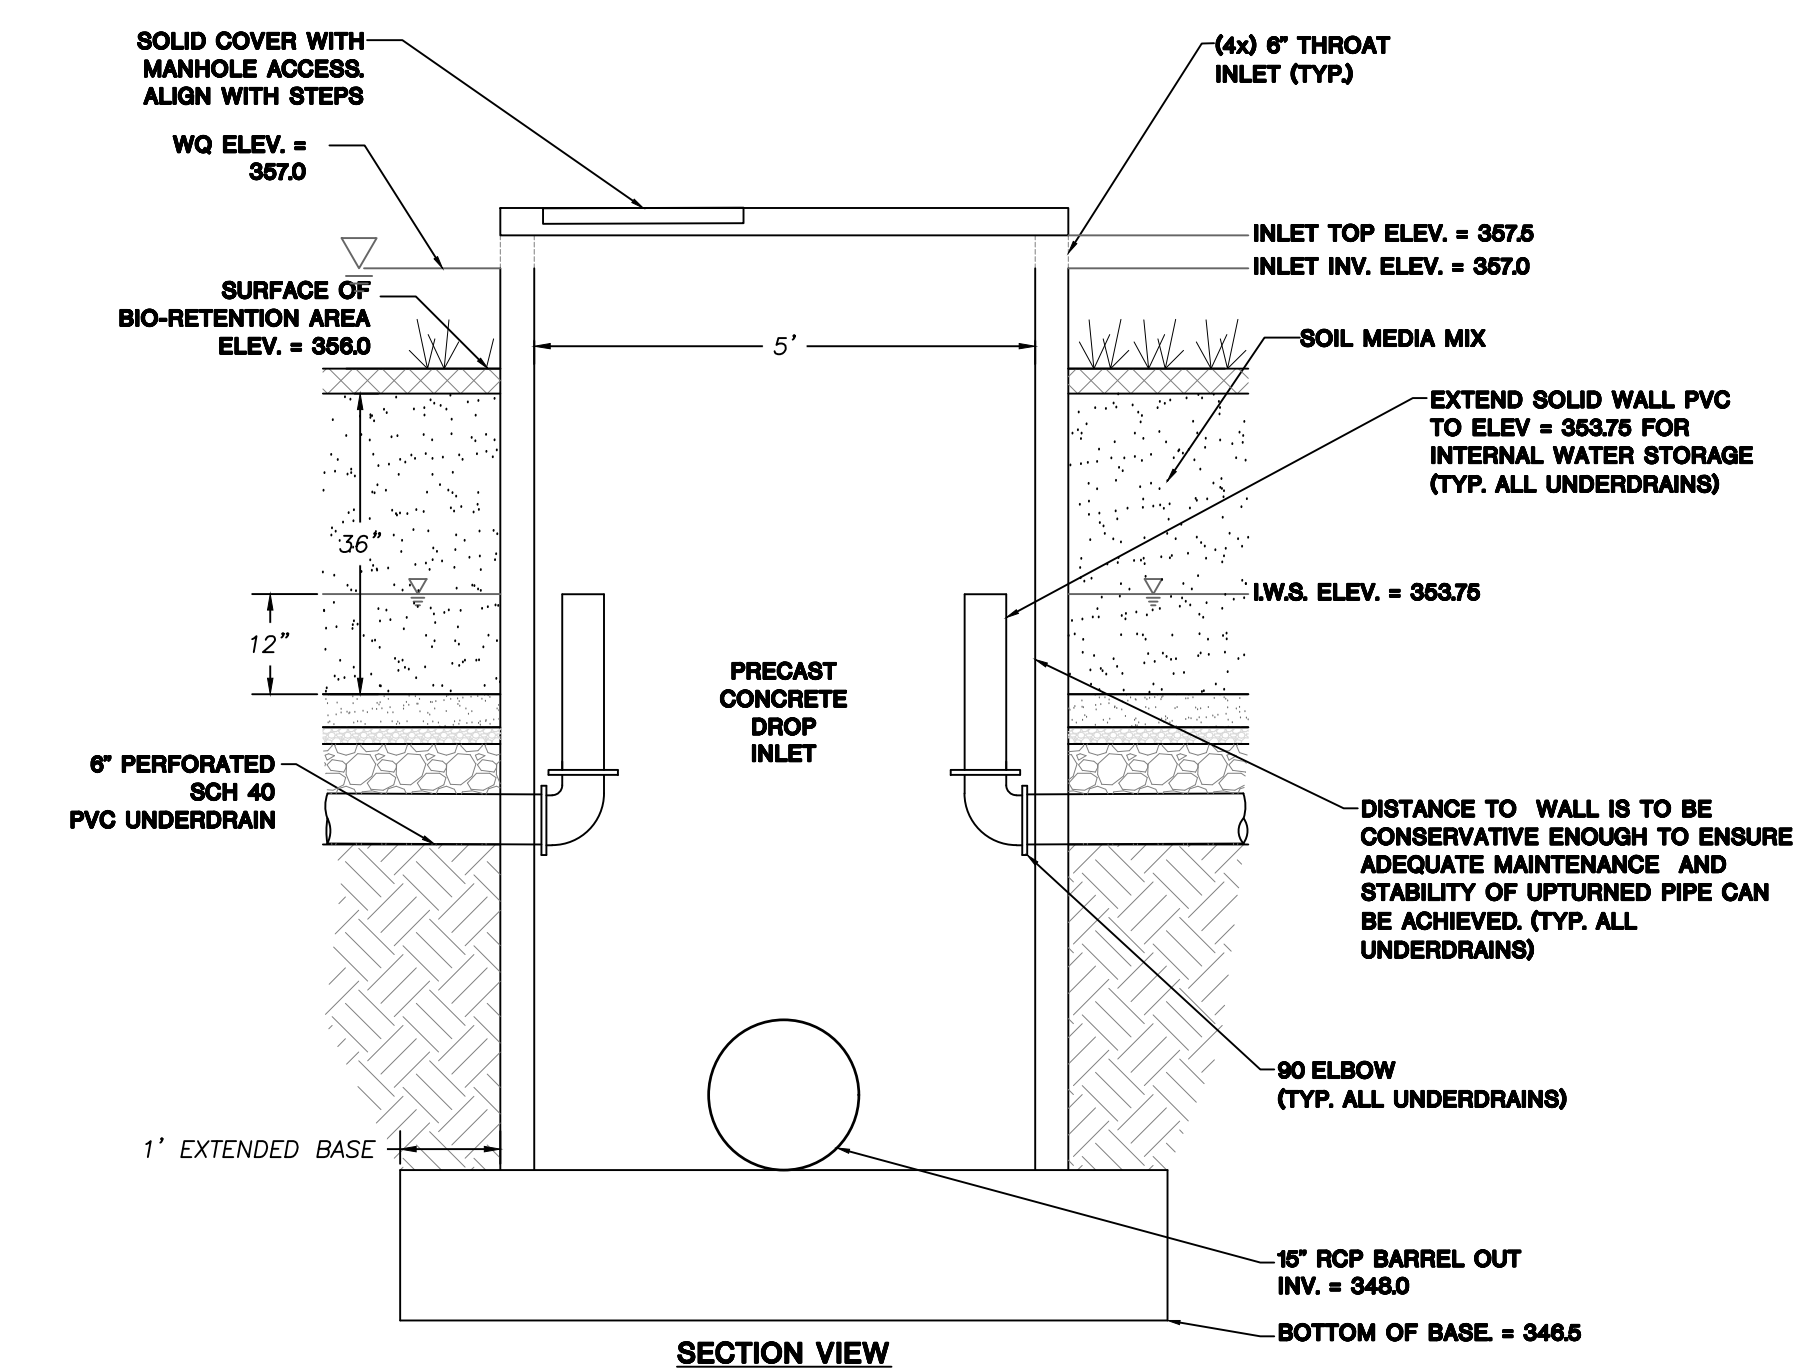 SOLID COVER WITH
MANHOLE ACCESS.
ALIGN WITH STEPS
(4x) 6" THROAT
INLET (TYP.)
WQ ELEV. =
357.0
INLET TOP ELEV. = 357.5
INLET INV. ELEV. = 357.0
SURFACE OF
BIO-RETENTION AREA
ELEV. = 356.0
5'
SOIL MEDIA MIX
EXTEND SOLID WALL PVC
TO ELEV = 353.75 FOR
INTERNAL WATER STORAGE
(TYP. ALL UNDERDRAINS)
36"
I.W.S. ELEV. = 353.75
12"
PRECAST
CONCRETE
DROP
INLET
6" PERFORATED
SCH 40
PVC UNDERDRAIN
DISTANCE TO WALL IS TO BE
CONSERVATIVE ENOUGH TO ENSURE
ADEQUATE MAINTENANCE AND
STABILITY OF UPTURNED PIPE CAN
BE ACHIEVED. (TYP. ALL
UNDERDRAINS)
90 ELBOW
(TYP. ALL UNDERDRAINS)
1' EXTENDED BASE
15" RCP BARREL OUT
INV. = 348.0
BOTTOM OF BASE. = 346.5
SECTION VIEW